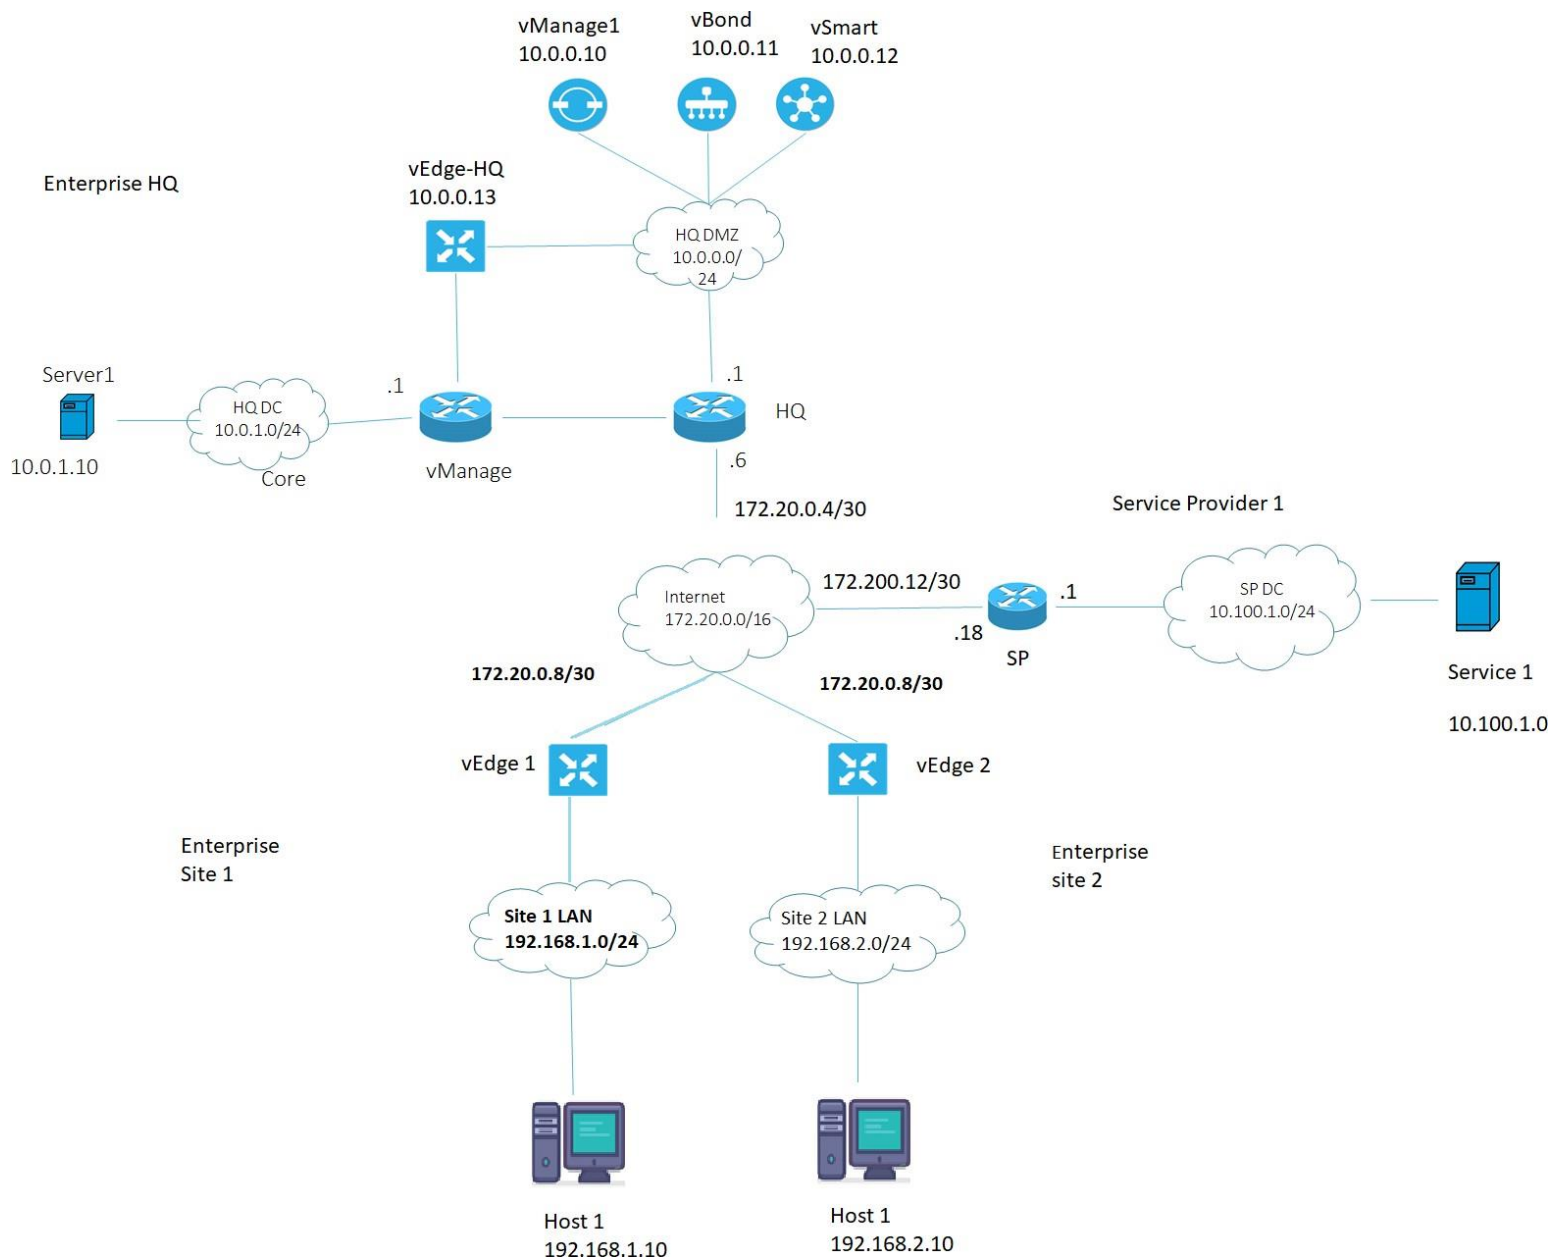 vManage1
10.0.0.10
vBond
10.0.0.11
vSmart
10.0.0.12
Enterprise HQ
vEdge-HQ
10.0.0.13
HQ DMZ
10.0.0.0/
24
Server1
10.0.1.10
HQ DC
10.0.1.0/24
Core
.1
vManage
.1
HQ
.6
172.20.0.4/30
Service Provider 1
Internet
172.20.0.0/16
172.200.12/30
.18
.1
SP
SP DC
10.100.1.0/24
Service 1
10.100.1.0
172.20.0.8/30
172.20.0.8/30
vEdge 1
vEdge 2
Enterprise
Site 1
Enterprise
site 2
Site 1 LAN
192.168.1.0/24
Site 2 LAN
192.168.2.0/24
Host 1
192.168.1.10
Host 1
192.168.2.10